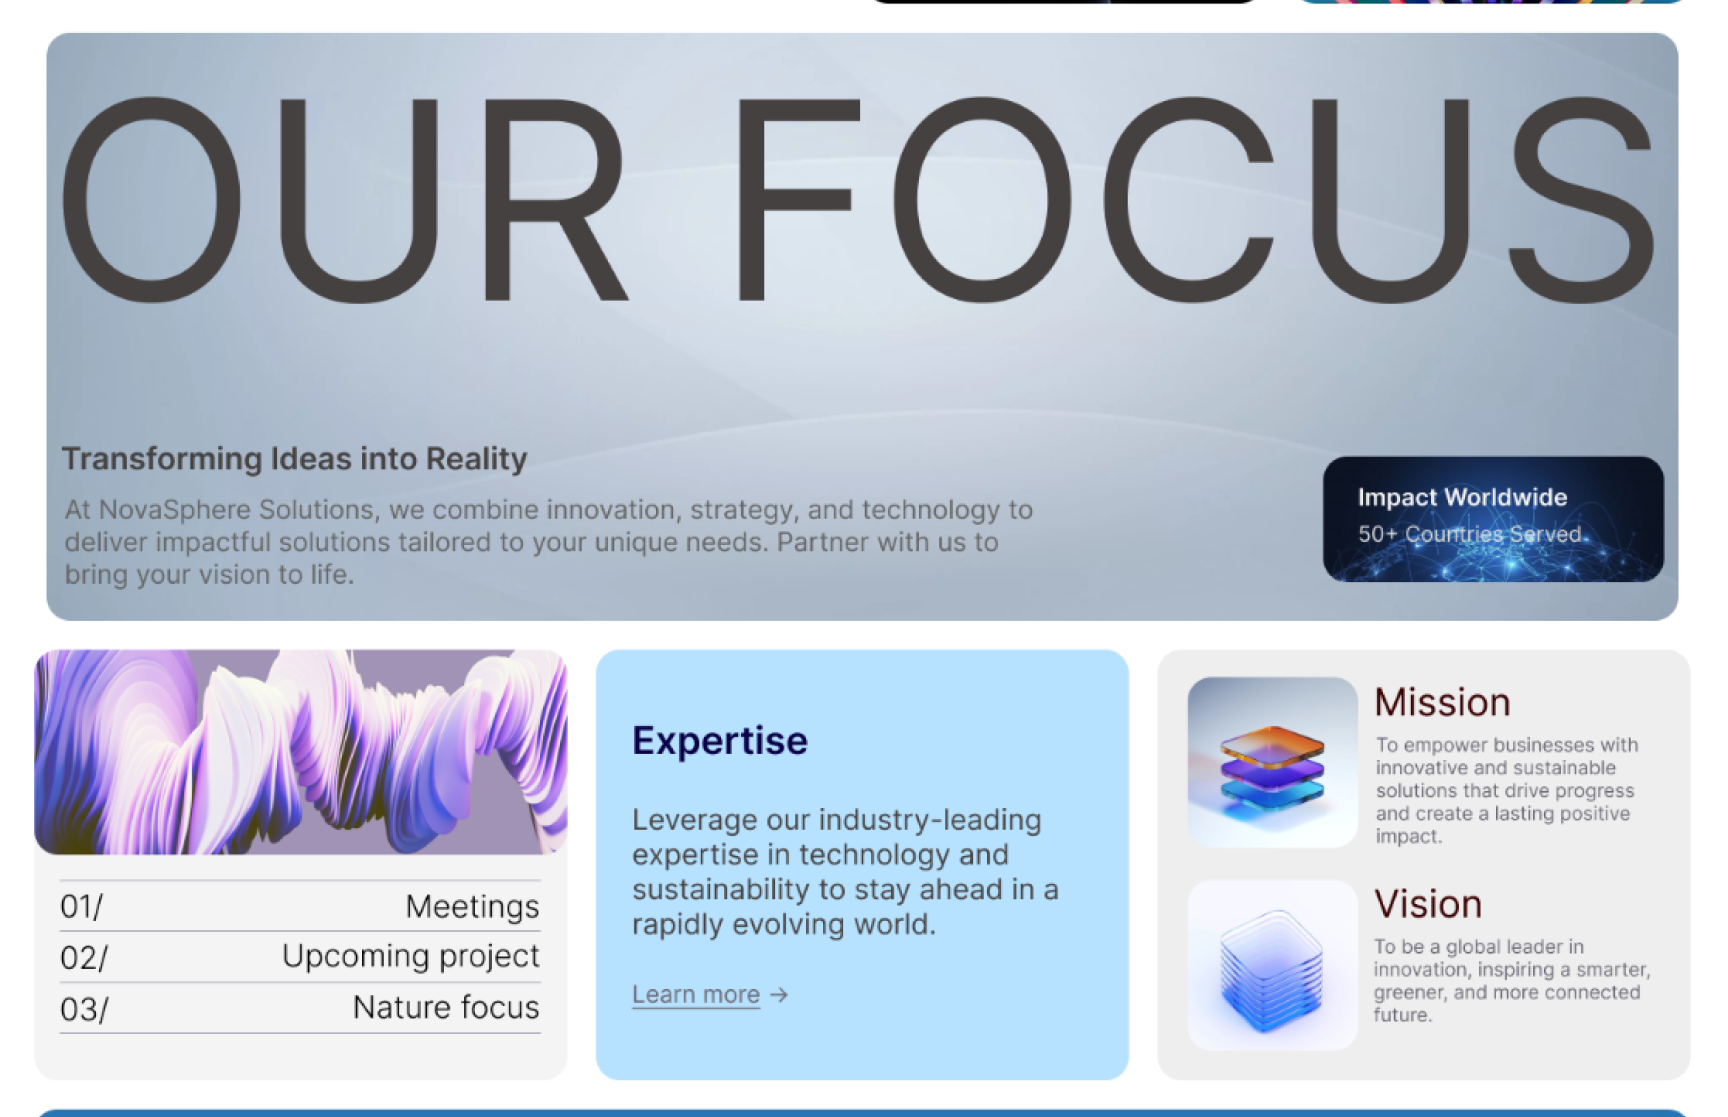 OUR FOCUS
Transforming Ideas into Reality
At NovaSphere Solutions, we combine innovation, strategy, and technology to
deliver impactful solutions tailored to your unique needs. Partner with us to
bring your vision to life.
Impact Worldwide
50+ Countries Served
01/ Meetings
02/ Upcoming project
03/ Nature focus
Expertise
Leverage our industry-leading
expertise in technology and
sustainability to stay ahead in a
rapidly evolving world.
Learn more →
Mission
To empower businesses with
innovative and sustainable
solutions that drive progress
and create a lasting positive
impact.
Vision
To be a global leader in
innovation, inspiring a smarter,
greener, and more connected
future.